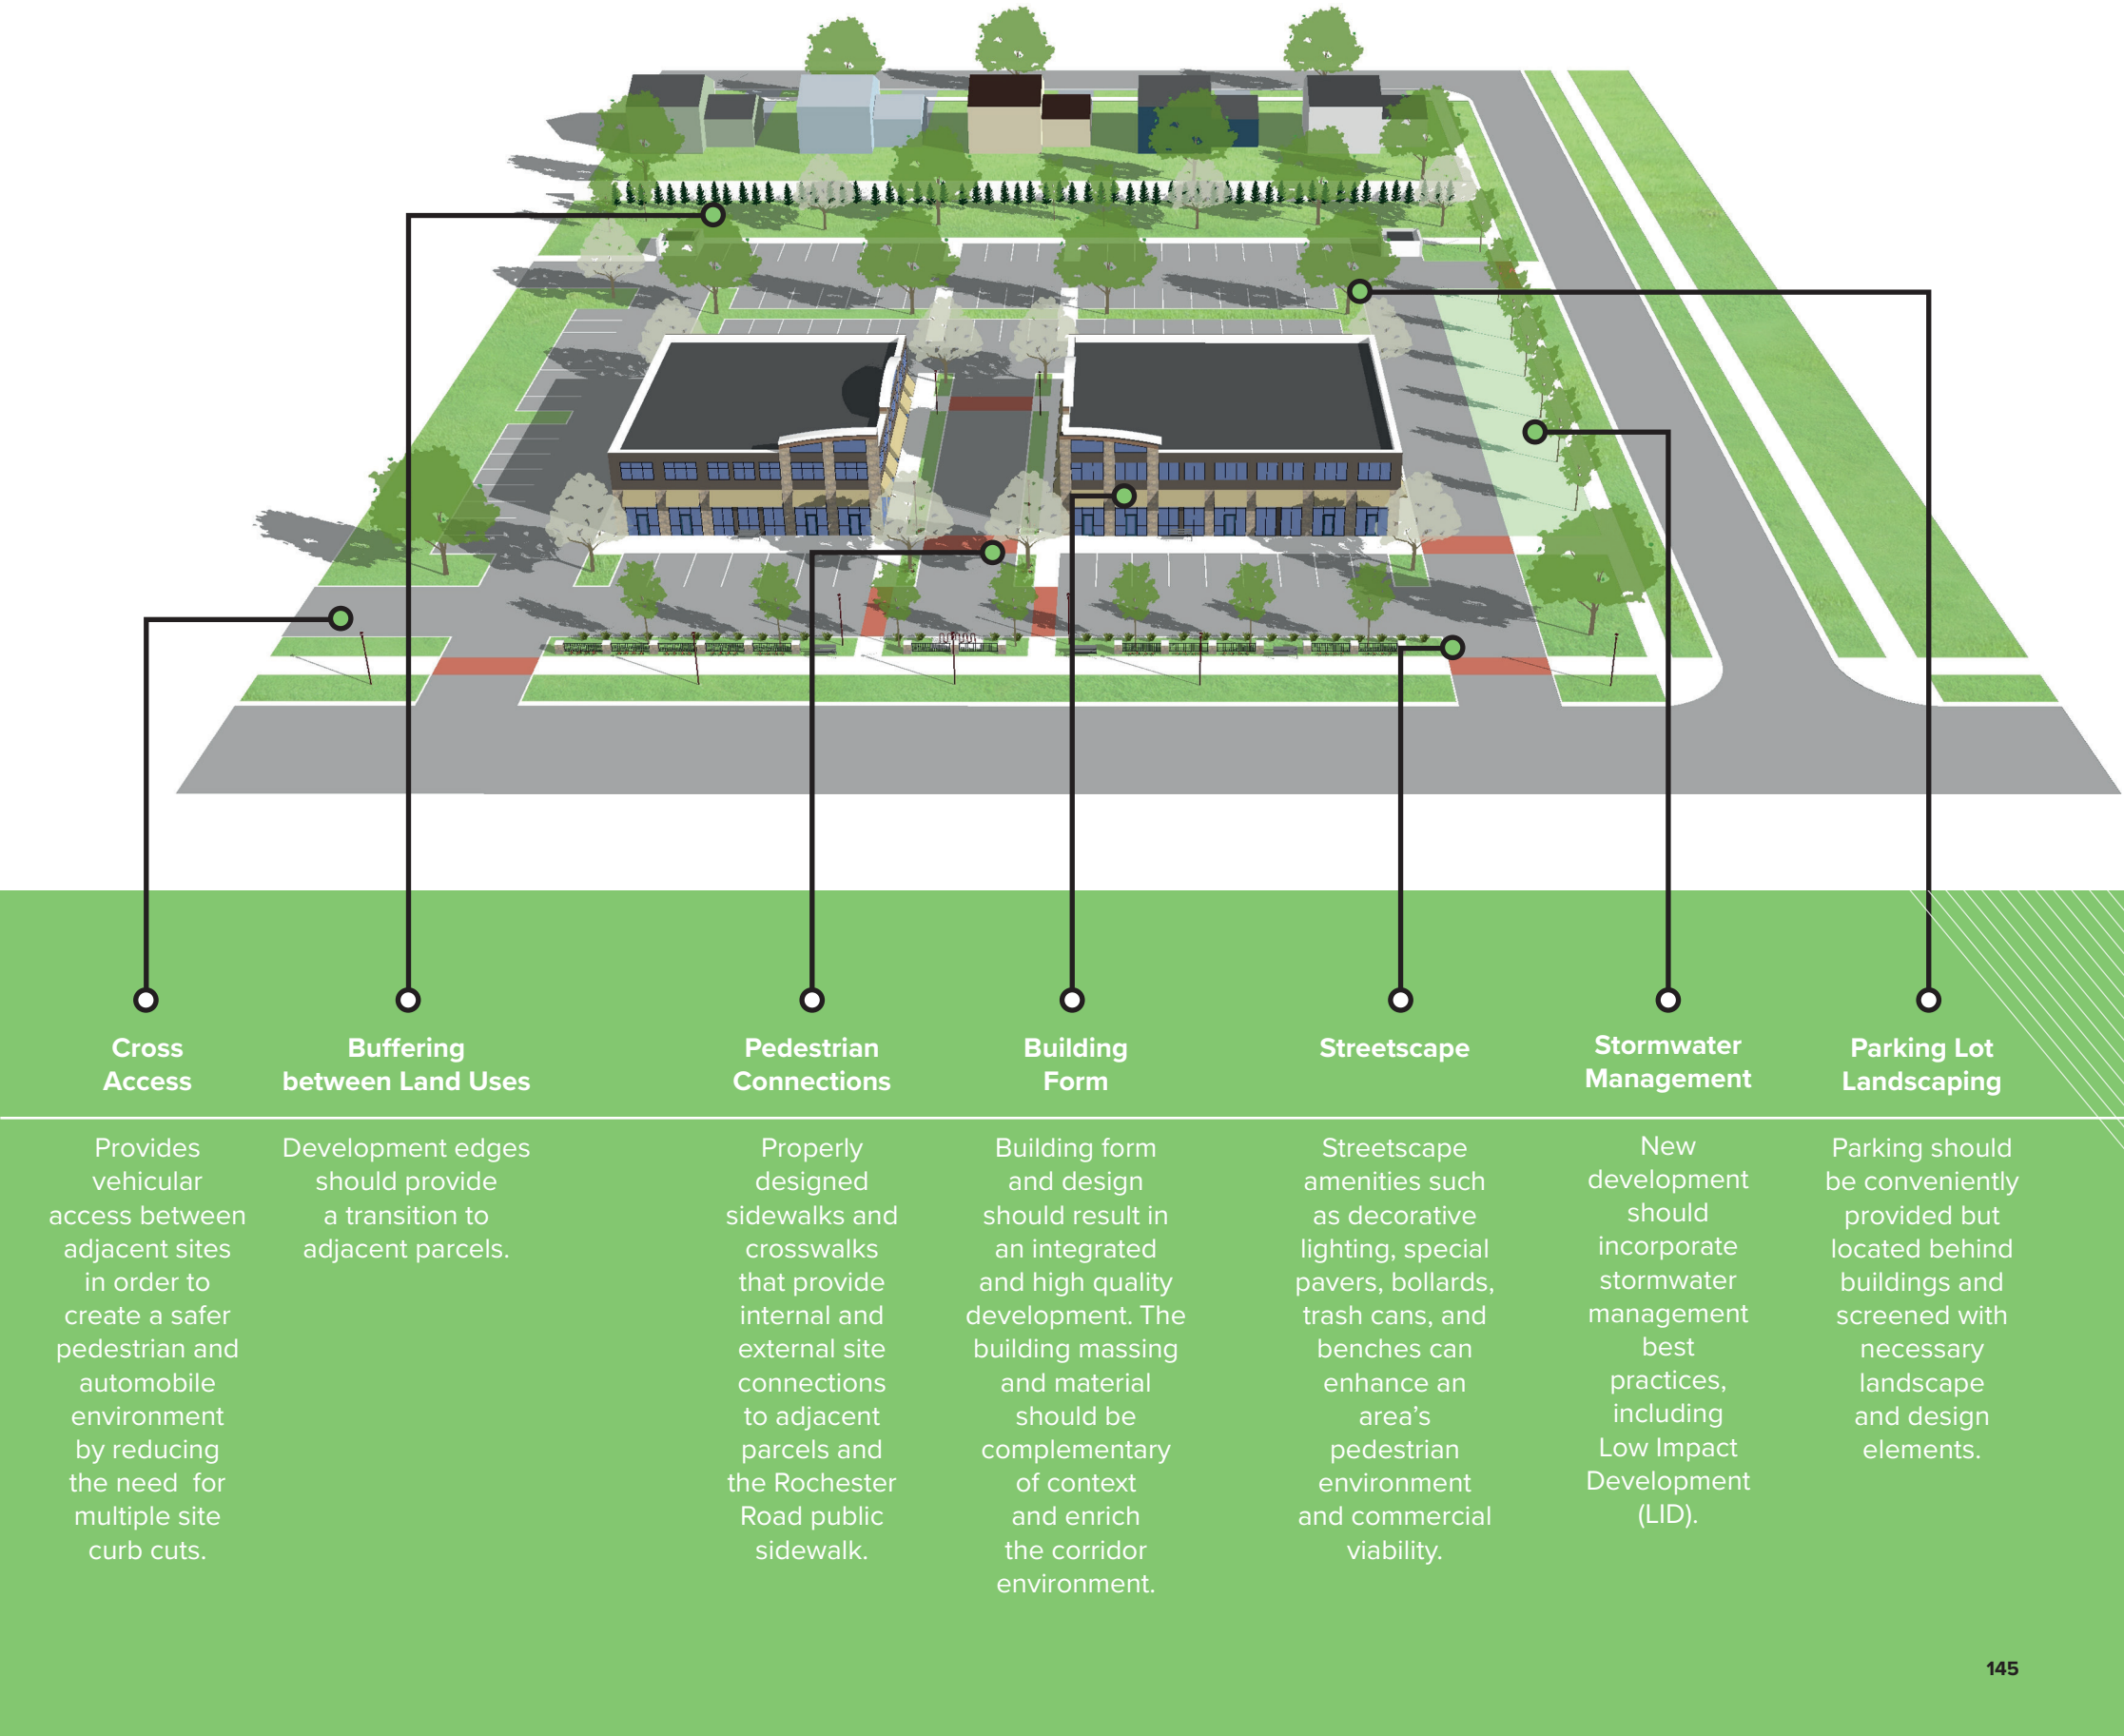 Cross
Access
Provides
vehicular
access between
adjacent sites
in order to
create a safer
pedestrian and
automobile
environment
by reducing
the need  for
multiple site
curb cuts.
Buffering
between Land Uses
Development edges
should provide
a transition to
adjacent parcels.
Pedestrian
Connections
Properly
designed
sidewalks and
crosswalks
that provide
internal and
external site
connections
to adjacent
parcels and
the Rochester
Road public
sidewalk.
Building
Form
Building form
and design
should result in
an integrated
and high quality
development. The
building massing
and material
should be
complementary
of context
and enrich
the corridor
environment.
Streetscape
Streetscape
amenities such
as decorative
lighting, special
pavers, bollards,
trash cans, and
benches can
enhance an
area’s
pedestrian
environment
and commercial
viability.
Stormwater
Management
New
development
should
incorporate
stormwater
management
best
practices,
including
Low Impact
Development
(LID).
Parking Lot
Landscaping
Parking should
be conveniently
provided but
located behind
buildings and
screened with
necessary
landscape
and design
elements.
145